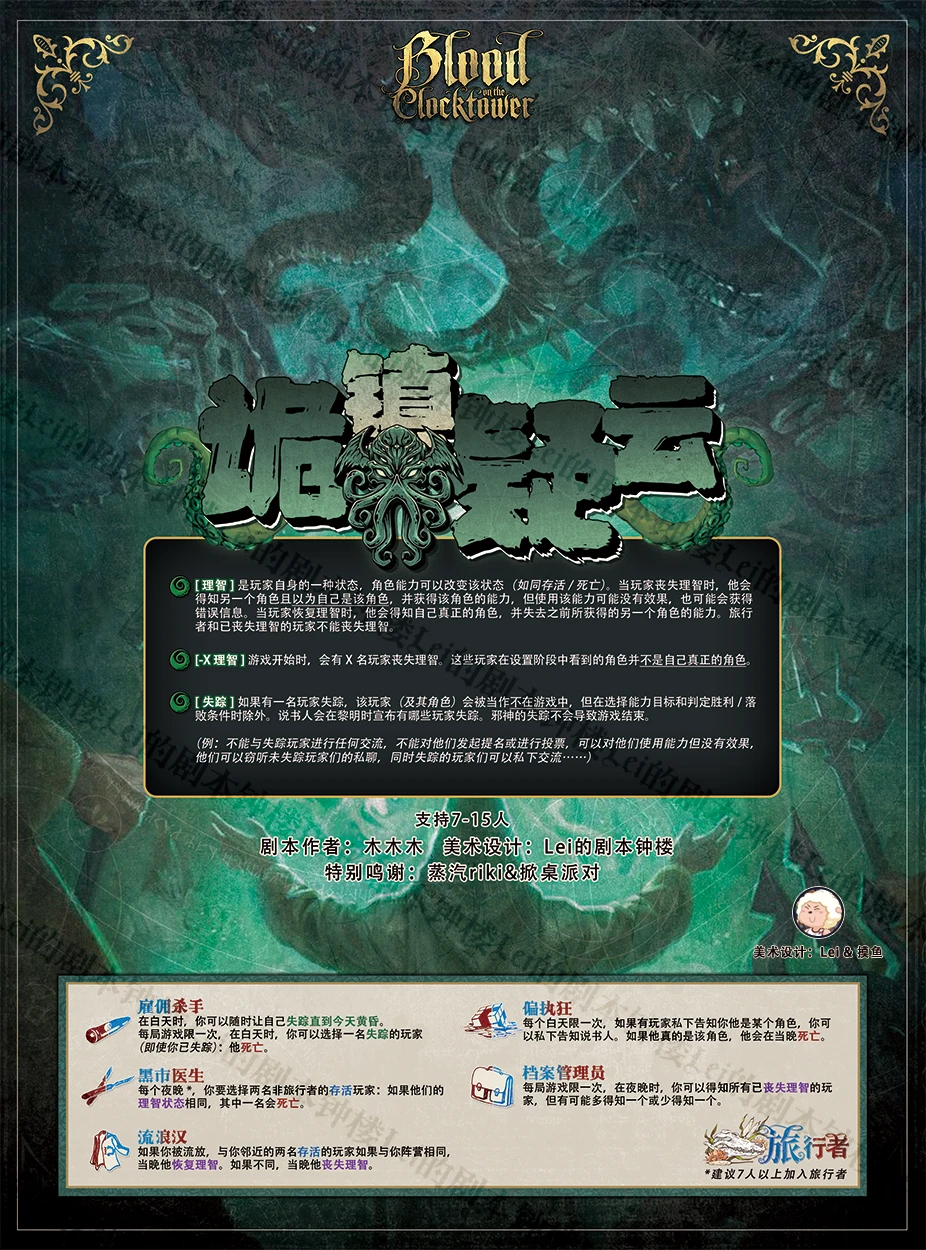 Blood
on the
Clocktower
诡镇疑云
[ 理智 ] 是玩家自身的一种状态，角色能力可以改变该状态（如同存活 / 死亡）。当玩家丧失理智时，他会
得知另一个角色且以为自己是该角色，并获得该角色的能力，但使用该能力可能没有效果，也可能会获得
错误信息。当玩家恢复理智时，他会得知自己真正的角色，并失去之前所获得的另一个角色的能力。旅行
者和已丧失理智的玩家不能丧失理智。
[-X 理智 ] 游戏开始时，会有 X 名玩家丧失理智。这些玩家在设置阶段中看到的角色并不是自己真正的角色。
[ 失踪 ] 如果有一名玩家失踪，该玩家（及其角色）会被当作不在游戏中，但在选择能力目标和判定胜利 / 落
败条件时除外。说书人会在黎明时宣布有哪些玩家失踪。邪神的失踪不会导致游戏结束。
（例：不能与失踪玩家进行任何交流，不能对他们发起提名或进行投票，可以对他们使用能力但没有效果，
他们可以窃听未失踪玩家们的私聊，同时失踪的玩家们可以私下交流……）
支持7-15人
剧本作者：木木木 美术设计：Lei的剧本钟楼
特别鸣谢：蒸汽riki&掀桌派对
美术设计：Lei & 摸鱼
雇佣杀手
在白天时，你可以随时让自己失踪直到今天黄昏。
每局游戏限一次，在白天时，你可以选择一名失踪的玩家
（即使你已失踪）：他死亡。
黑市医生
每个夜晚 *，你要选择两名非旅行者的存活玩家：如果他们的
理智状态相同，其中一名会死亡。
流浪汉
如果你被流放，与你邻近的两名存活的玩家如果与你阵营相同，
当晚他恢复理智。如果不同，当晚他丧失理智。
偏执狂
每个白天限一次，如果有玩家私下告知你他是某个角色，你可
以私下告知说书人。如果他真的是该角色，他会在当晚死亡。
档案管理员
每局游戏限一次，在夜晚时，你可以得知所有已丧失理智的玩
家，但有可能多得知一个或少得知一个。
旅行者
*建议7人以上加入旅行者
Lei的剧本钟楼